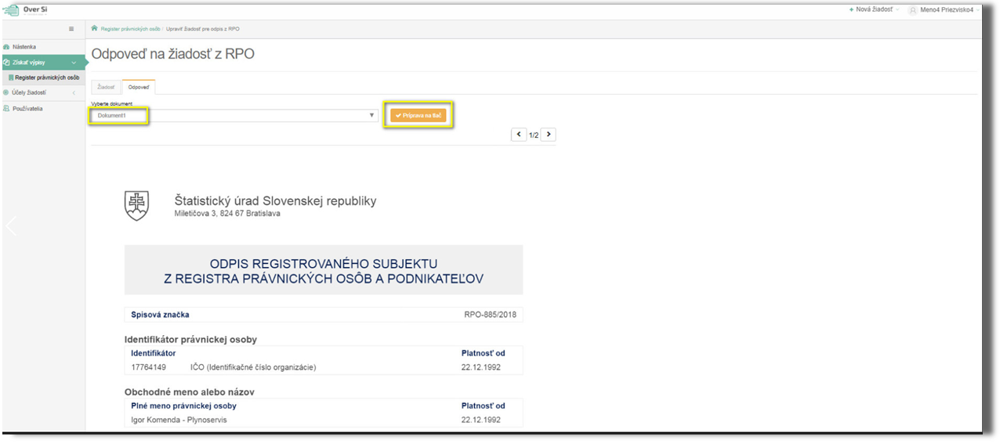 Over Si
+ Nová žiadosť
Meno4 Priezvisko4
Register právnických osôb / Upraviť žiadosť pre odpis z RPO
Nástenka
Získať výpisy
Register právnických osôb
Účely žiadostí
Používatelia
Odpoveď na žiadosť z RPO
Žiadosť
Odpoveď
Vyberte dokument
Dokument1
Príprava na tlač
1/2
Štatistický úrad Slovenskej republiky
Miletičova 3, 824 67 Bratislava
ODPIS REGISTROVANÉHO SUBJEKTU
Z REGISTRA PRÁVNICKÝCH OSÔB A PODNIKATEĽOV
Spisová značka RPO-885/2018
Identifikátor právnickej osoby
Identifikátor Platnosť od
17764149 IČO (Identifikačné číslo organizácie) 22.12.1992
Obchodné meno alebo názov
Plné meno právnickej osoby Platnosť od
Igor Komenda - Plynoservis 22.12.1992